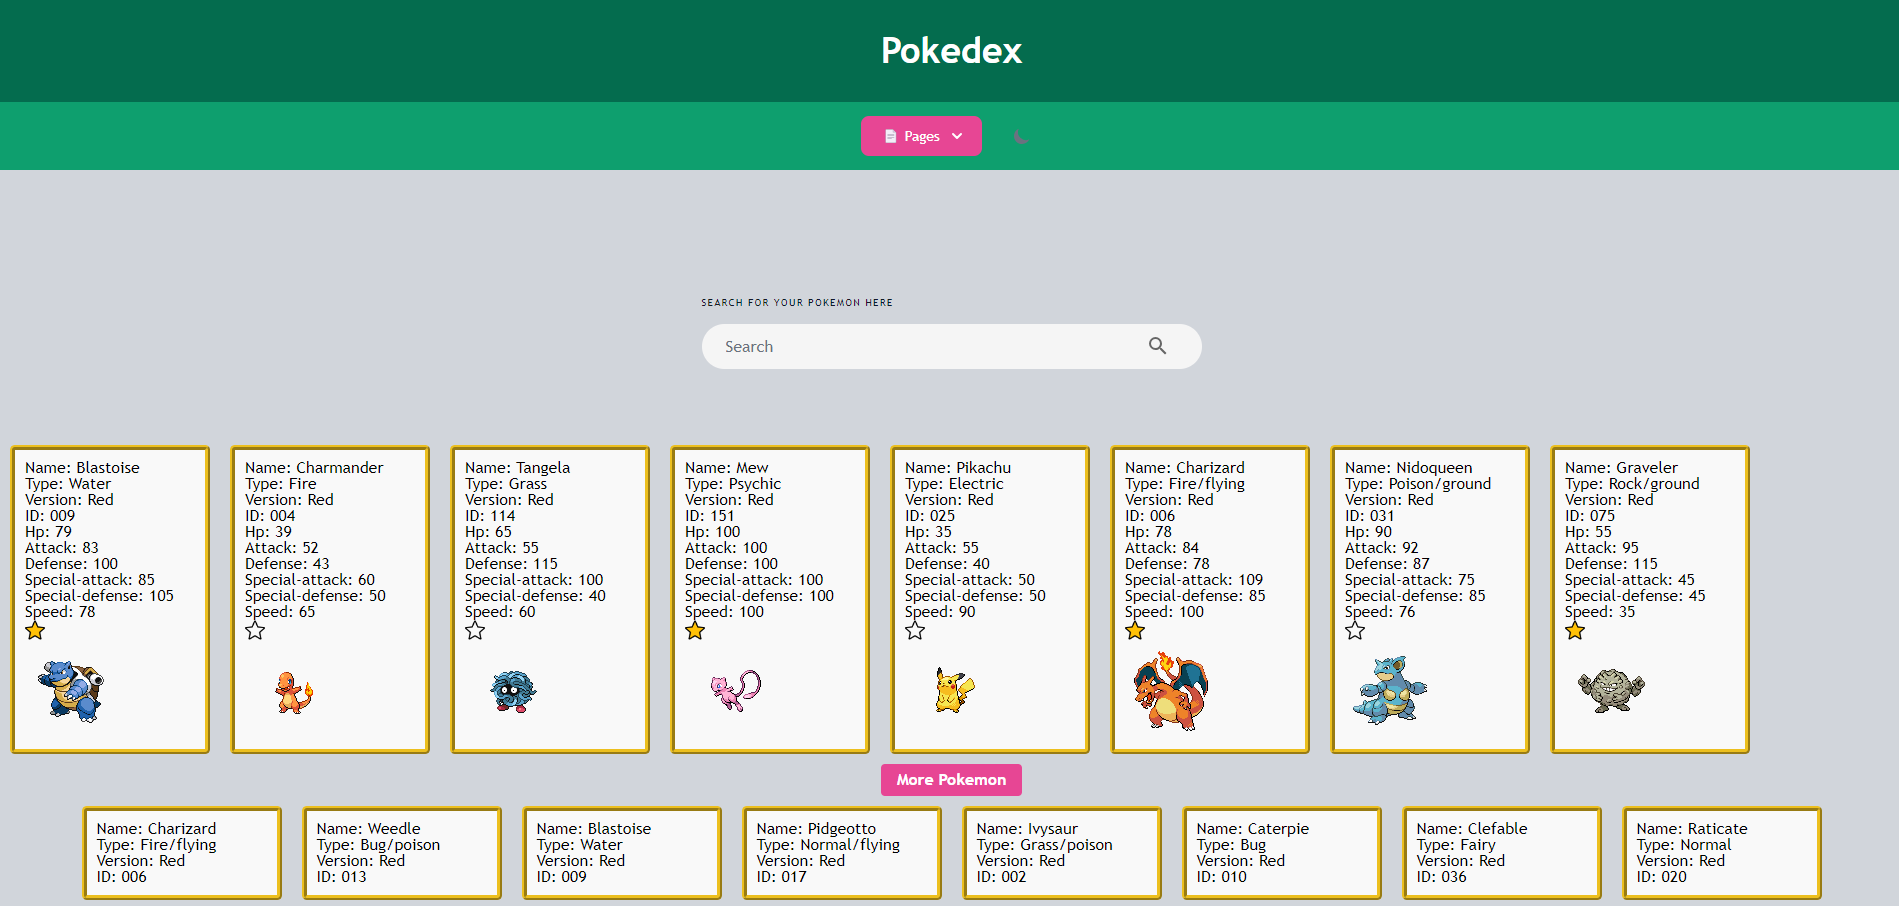 Pokedex
Pages
SEARCH FOR YOUR POKEMON HERE
Search
Name: Blastoise
Type: Water
Version: Red
ID: 009
Hp: 79
Attack: 83
Defense: 100
Special-attack: 85
Special-defense: 105
Speed: 78
Name: Charmander
Type: Fire
Version: Red
ID: 004
Hp: 39
Attack: 52
Defense: 43
Special-attack: 60
Special-defense: 50
Speed: 65
Name: Tangela
Type: Grass
Version: Red
ID: 114
Hp: 65
Attack: 55
Defense: 115
Special-attack: 100
Special-defense: 40
Speed: 60
Name: Mew
Type: Psychic
Version: Red
ID: 151
Hp: 100
Attack: 100
Defense: 100
Special-attack: 100
Special-defense: 100
Speed: 100
Name: Pikachu
Type: Electric
Version: Red
ID: 025
Hp: 35
Attack: 55
Defense: 40
Special-attack: 50
Special-defense: 50
Speed: 90
Name: Charizard
Type: Fire/flying
Version: Red
ID: 006
Hp: 78
Attack: 84
Defense: 78
Special-attack: 109
Special-defense: 85
Speed: 100
Name: Nidoqueen
Type: Poison/ground
Version: Red
ID: 031
Hp: 90
Attack: 92
Defense: 87
Special-attack: 75
Special-defense: 85
Speed: 76
Name: Graveler
Type: Rock/ground
Version: Red
ID: 075
Hp: 55
Attack: 95
Defense: 115
Special-attack: 45
Special-defense: 45
Speed: 35
More Pokemon
Name: Charizard
Type: Fire/flying
Version: Red
ID: 006
Name: Weedle
Type: Bug/poison
Version: Red
ID: 013
Name: Blastoise
Type: Water
Version: Red
ID: 009
Name: Pidgeotto
Type: Normal/flying
Version: Red
ID: 017
Name: Ivysaur
Type: Grass/poison
Version: Red
ID: 002
Name: Caterpie
Type: Bug
Version: Red
ID: 010
Name: Clefable
Type: Fairy
Version: Red
ID: 036
Name: Raticate
Type: Normal
Version: Red
ID: 020